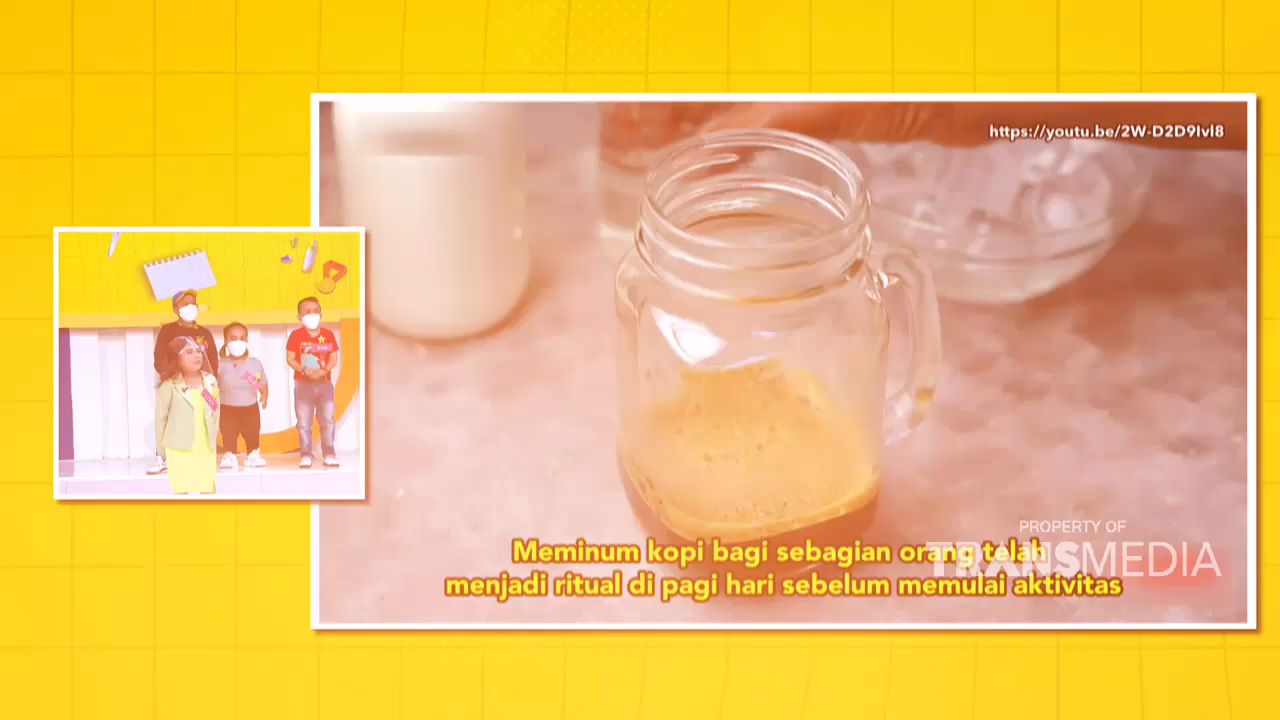 https://youtu.be/2W-D2D9Ivl8
PROPERTY OF
TRANSMEDIA
Meminum kopi bagi sebagian orang telah
menjadi ritual di pagi hari sebelum memulai aktivitas